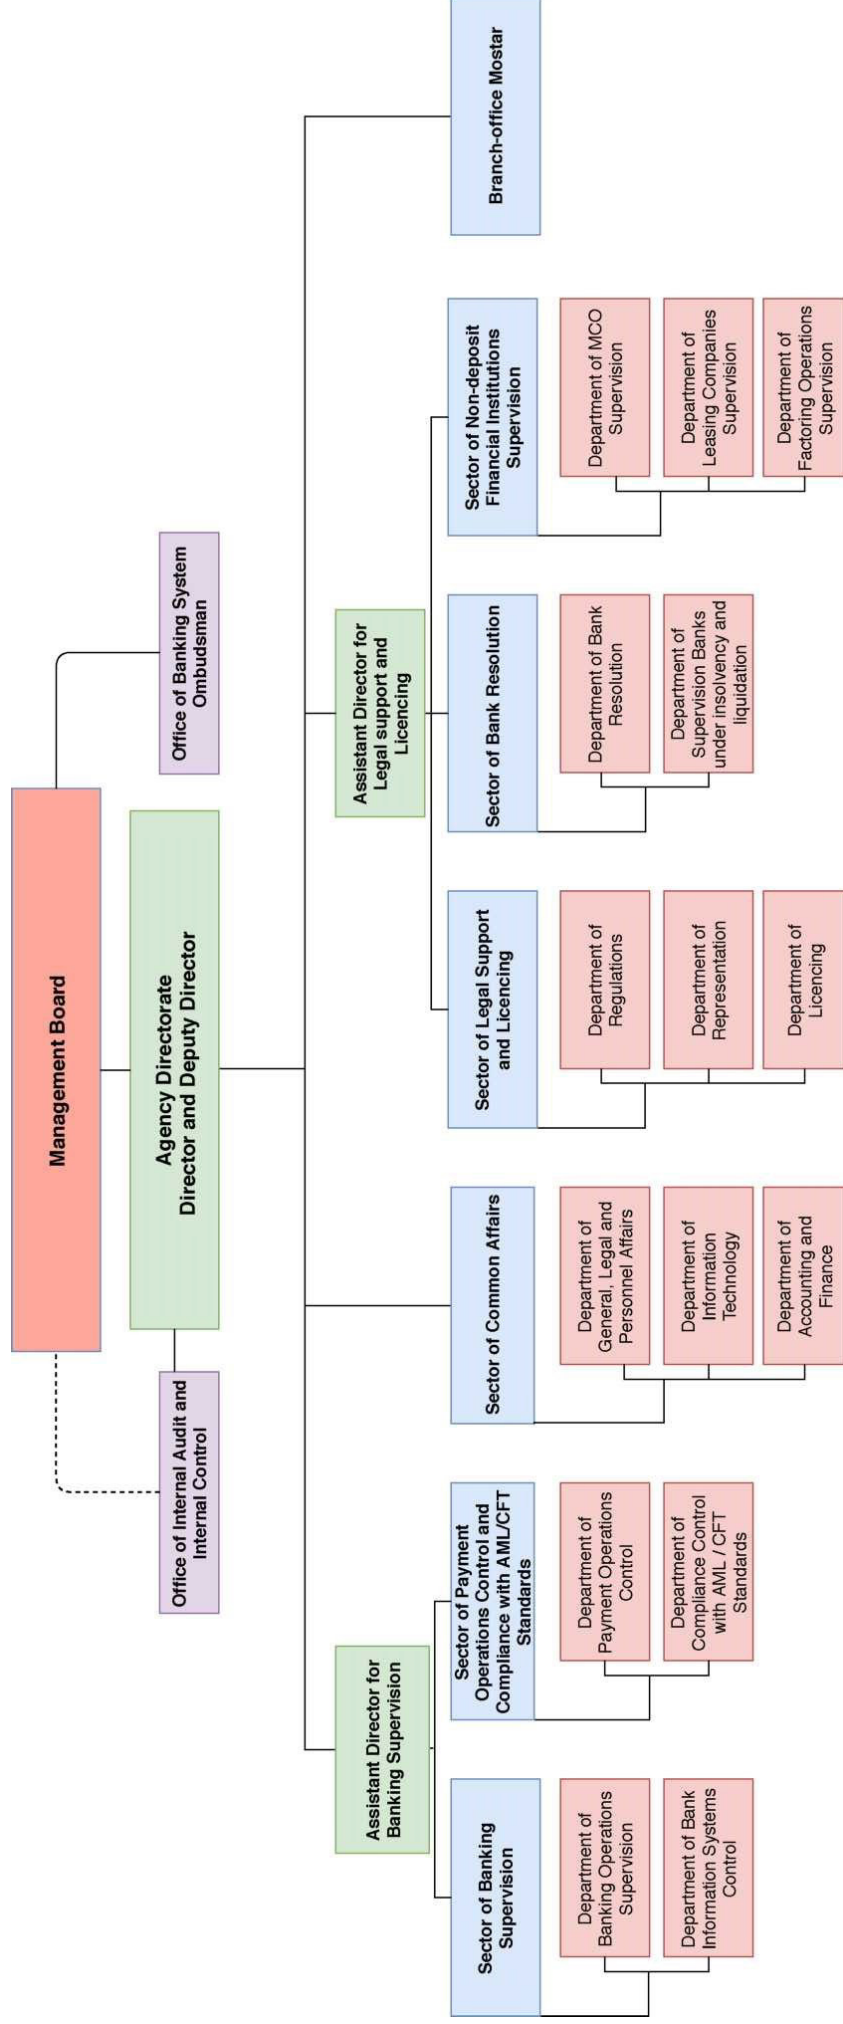 Management Board
Agency Directorate
Director and Deputy Director
Office of Internal Audit and
Internal Control
Office of Banking System
Ombudsman
Assistant Director for
Banking Supervision
Assistant Director for
Legal support and
Licencing
Sector of Banking
Supervision
Sector of Payment
Operations Control and
Compliance with AML/CFT
Standards
Sector of Common Affairs
Sector of Legal Support
and Licencing
Sector of Bank Resolution
Sector of Non-deposit
Financial Institutions
Supervision
Branch-office Mostar
Department of
Banking Operations
Supervision
Department of Bank
Information Systems
Control
Department of
Payment Operations
Control
Department of
Compliance Control
with AML / CFT
Standards
Department of
General, Legal and
Personnel Affairs
Department of
Information
Technology
Department of
Accounting and
Finance
Department of
Regulations
Department of
Representation
Department of
Licencing
Department of Bank
Resolution
Department of
Supervision Banks
under insolvency and
liquidation
Department of MCO
Supervision
Department of
Leasing Companies
Supervision
Department of
Factoring Operations
Supervision